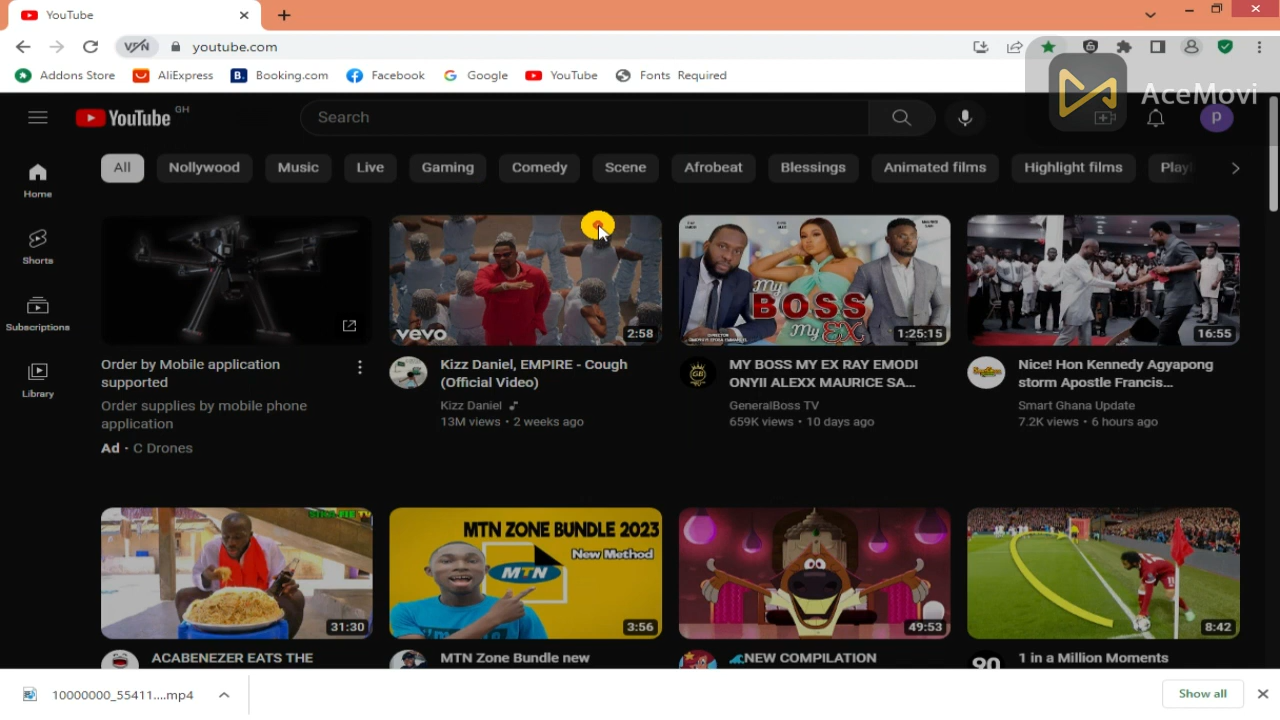 YouTube
VPN
youtube.com
Addons Store
AliExpress
B.
Booking.com
Facebook
Google
YouTube
Fonts Required
AceMovi
YouTube GH
Search
P
All
Nollywood
Music
Live
Gaming
Comedy
Scene
Afrobeat
Blessings
Animated films
Highlight films
Home
Shorts
Subscriptions
Library
vevo
2:58
My
BOSS
My EX
1:25:15
16:55
Order by Mobile application
supported
Order supplies by mobile phone
application
Ad · C Drones
Kizz Daniel, EMPIRE - Cough
(Official Video)
Kizz Daniel
13M views • 2 weeks ago
MY BOSS MY EX RAY EMODI
ONYII ALEXX MAURICE SA...
GeneralBoss TV
659K views • 10 days ago
Nice! Hon Kennedy Agyapong
storm Apostle Francis...
Smart Ghana Update
7.2K views • 6 hours ago
31:30
MTN ZONE BUNDLE 2023
New Method
MTN
3:56
49:53
8:42
ACABENEZER EATS THE
MTN Zone Bundle new
NEW COMPILATION
90
1 in a Million Moments
10000000_55411....mp4
Show all